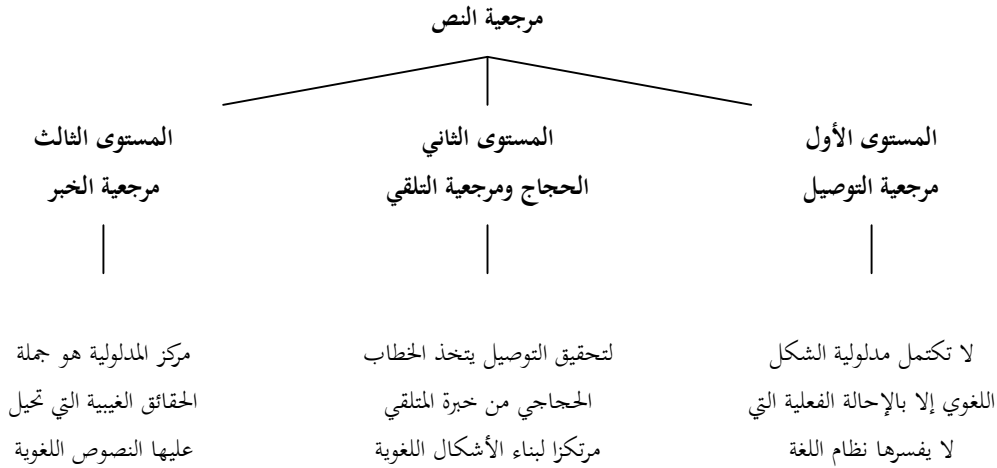 مرجعية النص
المستوى الأول
مرجعية التوصيل
لا تكتمل مدلولية الشكل
اللغوي إلا بالإحالة الفعلية التي
لا يفسرها نظام اللغة
المستوى الثاني
الحجاج ومرجعية التلقي
لتحقيق التوصيل يتخذ الخطاب
الحجاجي من خبرة المتلقي
مرتكزا لبناء الأشكال اللغوية
المستوى الثالث
مرجعية الخبر
مركز المدلولية هو جملة
الحقائق الغيبية التي تحيل
عليها النصوص اللغوية